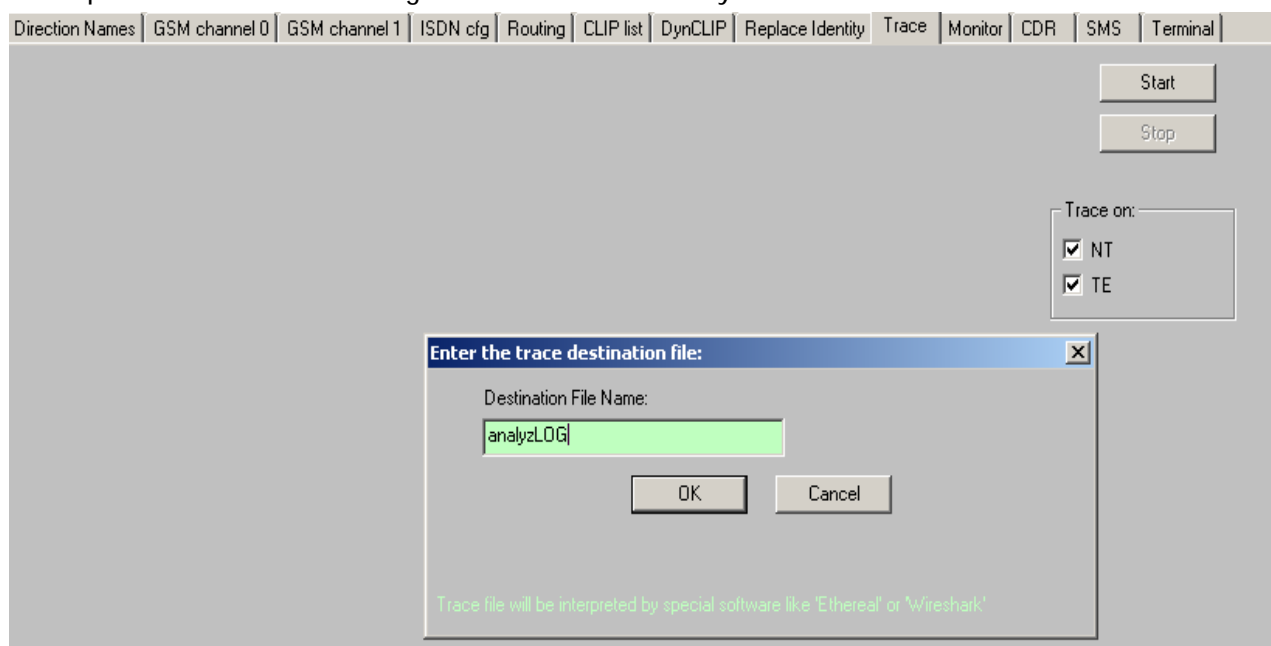 Direction Names GSM channel 0 GSM channel 1 ISDN cfg Routing CLIP list DynCLIP Replace Identity Trace Monitor CDR SMS Terminal
Start
Stop
Trace on:
NT
TE
Enter the trace destination file:
Destination File Name:
analyzLOG
OK Cancel
Trace file will be interpreted by special software like 'Ethereal' or 'Wireshark'